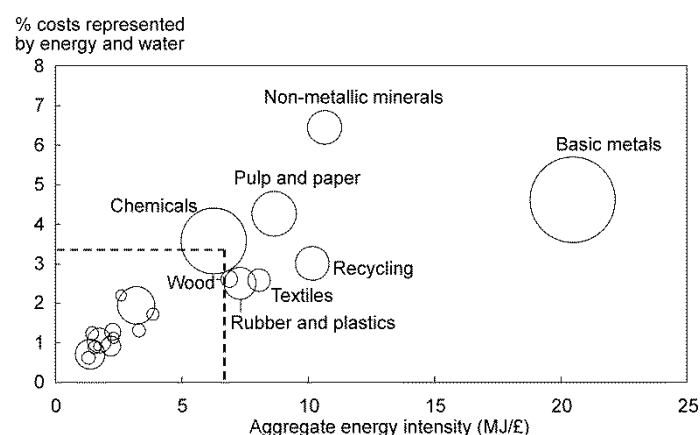 % costs represented
by energy and water
8
Non-metallic minerals
7
6
Basic metals
5
Pulp and paper
Chemicals
4
3
Recycling
Wood
Textiles
2
Rubber and plastics
1
0
0 5 10 15 20 25
Aggregate energy intensity (MJ/£)